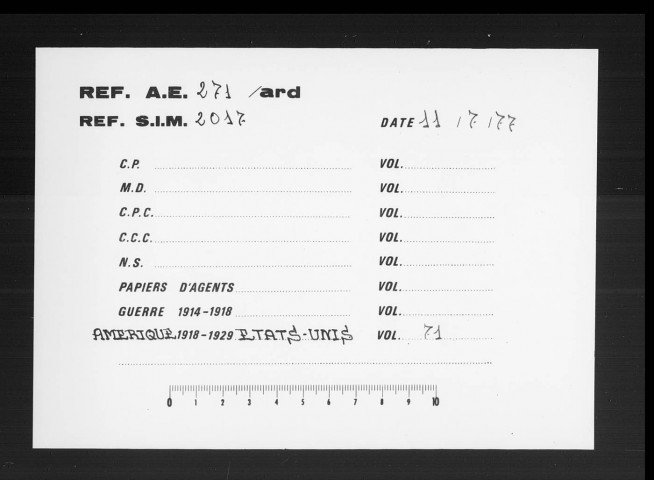 REF. A.E. 271 /ard
REF. S.I.M. 2017
DATE 11 / 7 / 77
C.P. VOL.
M.D. VOL.
C.P.C. VOL.
C.C.C. VOL.
N.S. VOL.
PAPIERS D'AGENTS VOL.
GUERRE 1914-1918 VOL.
AMERIQUE 1918-1929 ETATS-UNIS VOL. 71
0 1 2 3 4 5 6 7 8 9 10